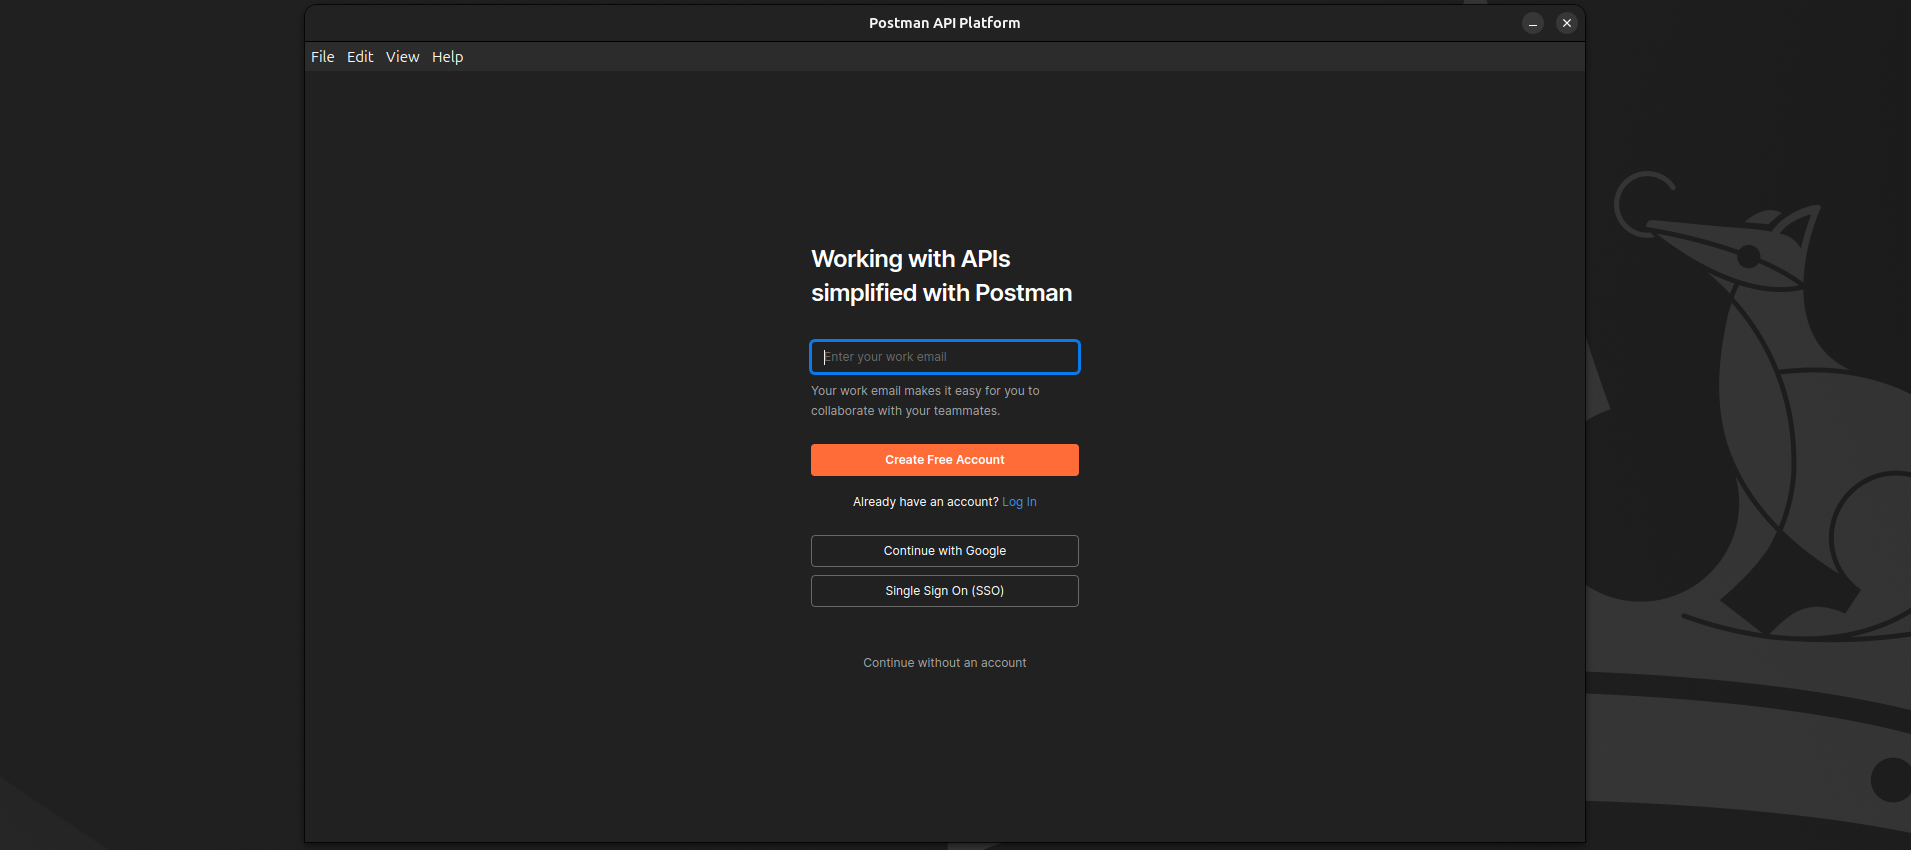 Postman API Platform
File Edit View Help
Working with APIs
simplified with Postman
Enter your work email
Your work email makes it easy for you to
collaborate with your teammates.
Create Free Account
Already have an account? Log In
Continue with Google
Single Sign On (SSO)
Continue without an account